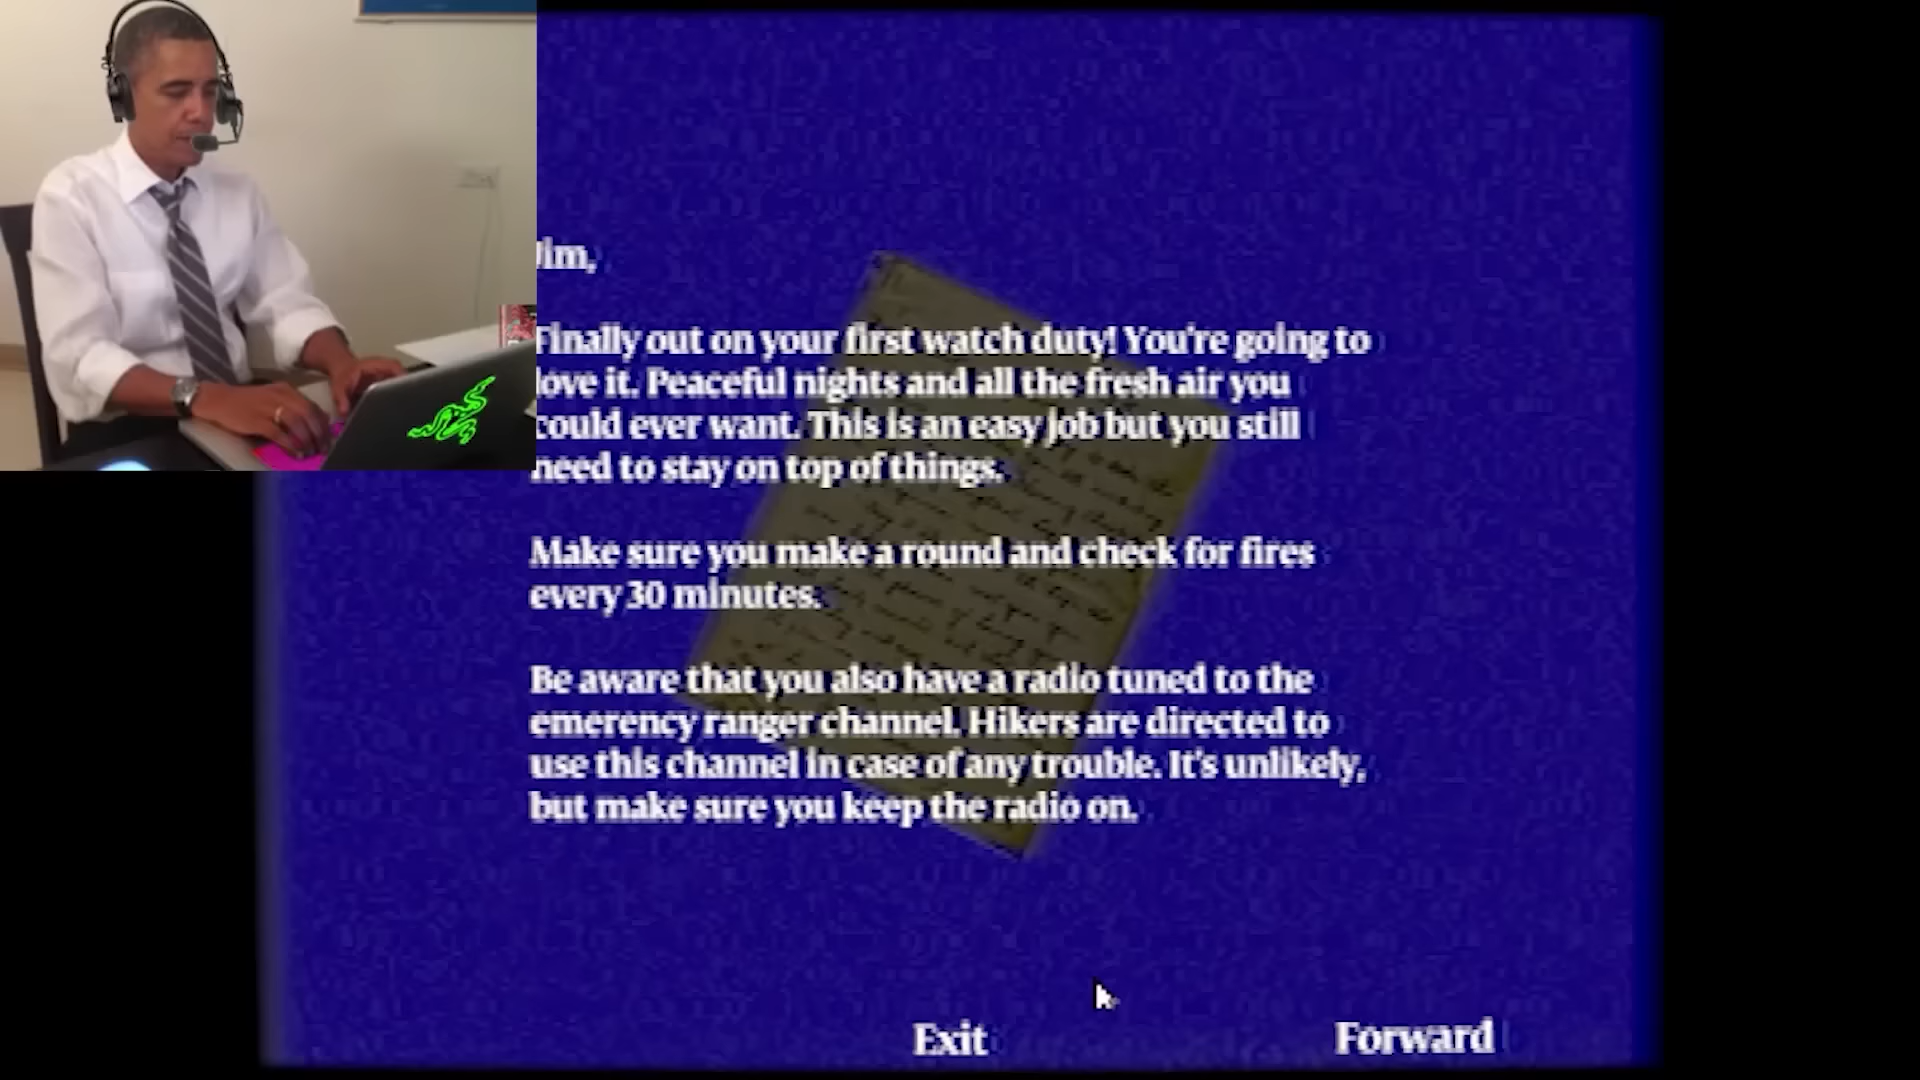 Jim,
Finally out on your first watch duty! You're going to
love it. Peaceful nights and all the fresh air you
could ever want. This is an easy job but you still
need to stay on top of things.
Make sure you make a round and check for fires
every 30 minutes.
Be aware that you also have a radio tuned to the
emerency ranger channel. Hikers are directed to
use this channel in case of any trouble. It's unlikely,
but make sure you keep the radio on.
Exit
Forward